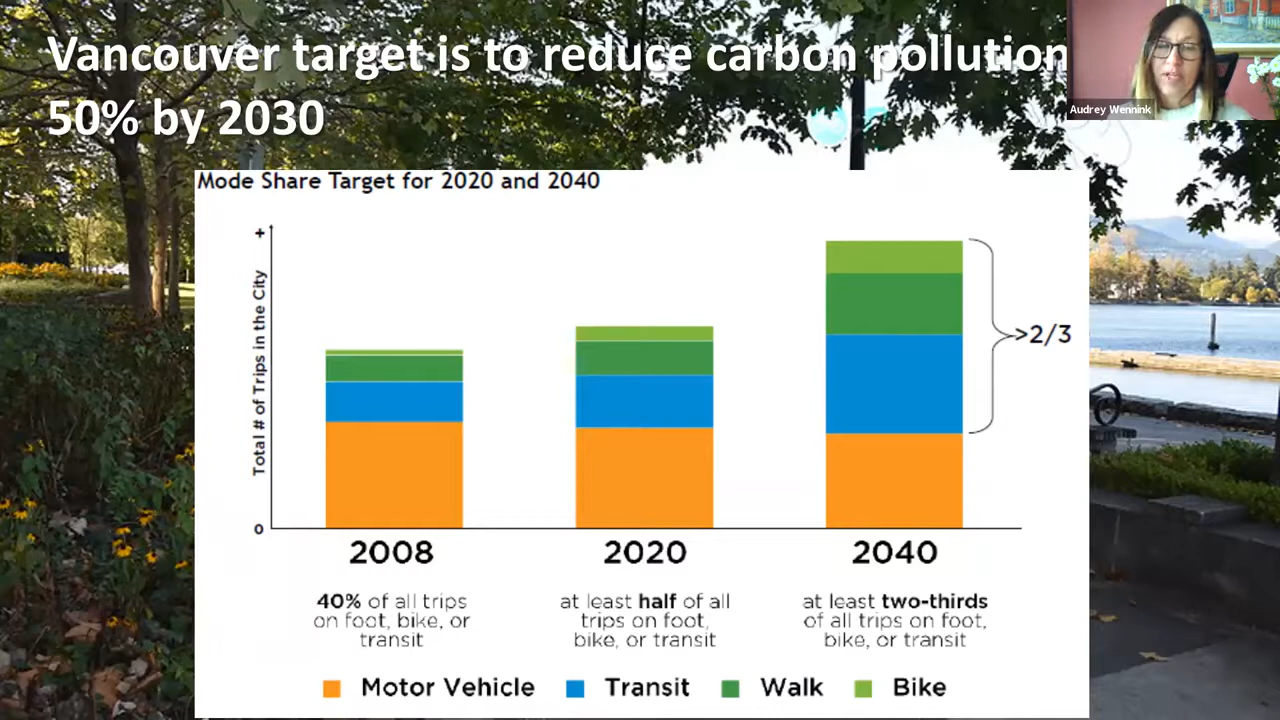 Vancouver target is to reduce carbon pollution
50% by 2030
Audrey Wennink
Mode Share Target for 2020 and 2040
+
Total # of Trips in the City
>2/3
0
2008
2020
2040
40% of all trips
on foot, bike, or
transit
at least half of all
trips on foot,
bike, or transit
at least two-thirds
of all trips on foot,
bike, or transit
Motor Vehicle
Transit
Walk
Bike